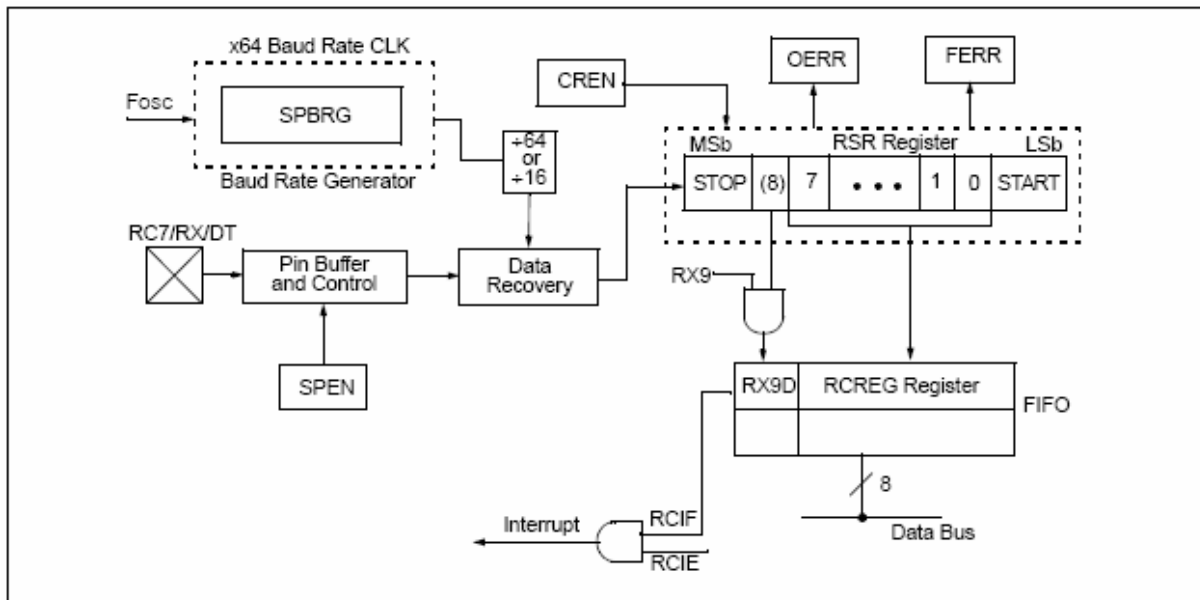 x64 Baud Rate CLK
Fosc
SPBRG
Baud Rate Generator
÷64
or
÷16
CREN
OERR
FERR
MSb
RSR Register
LSb
STOP
(8)
7
• • •
1
0
START
RC7/RX/DT
Pin Buffer
and Control
Data
Recovery
RX9
SPEN
RX9D
RCREG Register
FIFO
8
Data Bus
Interrupt
RCIF
RCIE